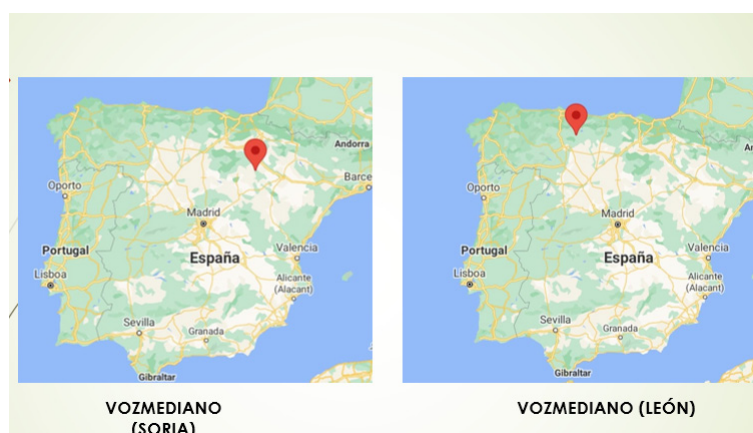 Andorra
Oporto
Barce
Madrid
Portugal
España
Valencia
Lisboa
Alicante
(Alacant)
Sevilla
Granada
Gibraltar
VOZMEDIANO
(SORIA)
Oporto
Madrid
Portugal
España
Valencia
Lisboa
Alicante
(Alacant)
Sevilla
Granada
Gibraltar
VOZMEDIANO (LEÓN)